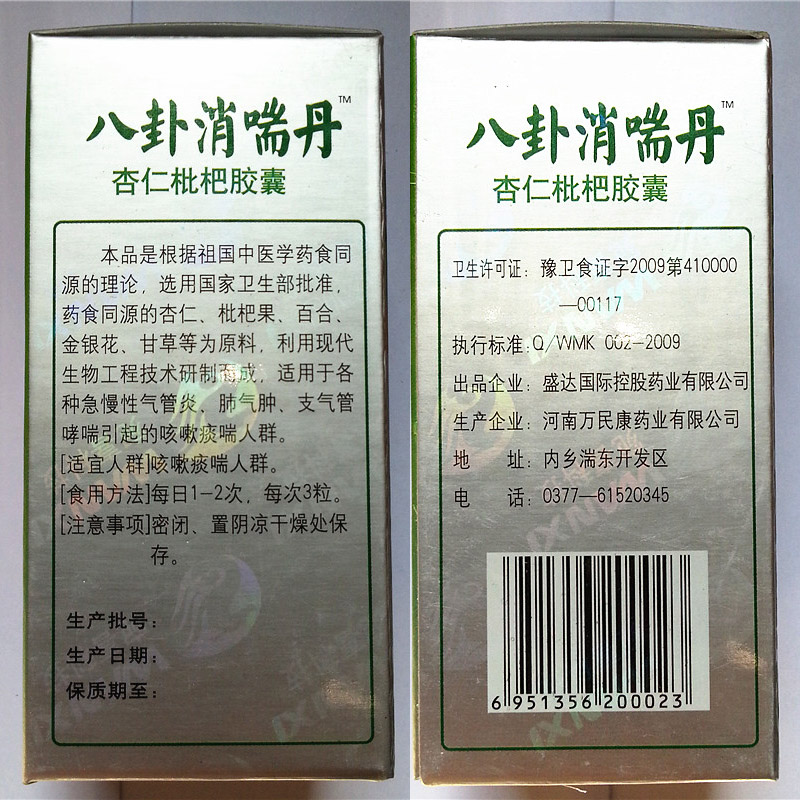 八卦消喘丹™
杏仁枇杷胶囊
本品是根据祖国中医学药食同
源的理论，选用国家卫生部批准，
药食同源的杏仁、枇杷果、百合、
金银花、甘草等为原料，利用现代
生物工程技术研制而成，适用于各
种急慢性气管炎、肺气肿、支气管
哮喘引起的咳嗽痰喘人群。
[适宜人群]咳嗽痰喘人群。
[食用方法]每日1-2次，每次3粒。
[注意事项]密闭、置阴凉干燥处保
存。
生产批号：
生产日期：
保质期至：
八卦消喘丹™
杏仁枇杷胶囊
卫生许可证：豫卫食证字2009第410000
—00117
执行标准:Q/WMK 002-2009
出品企业：盛达国际控股药业有限公司
生产企业：河南万民康药业有限公司
地 址：内乡湍东开发区
电 话：0377-61520345
6 951356 200023